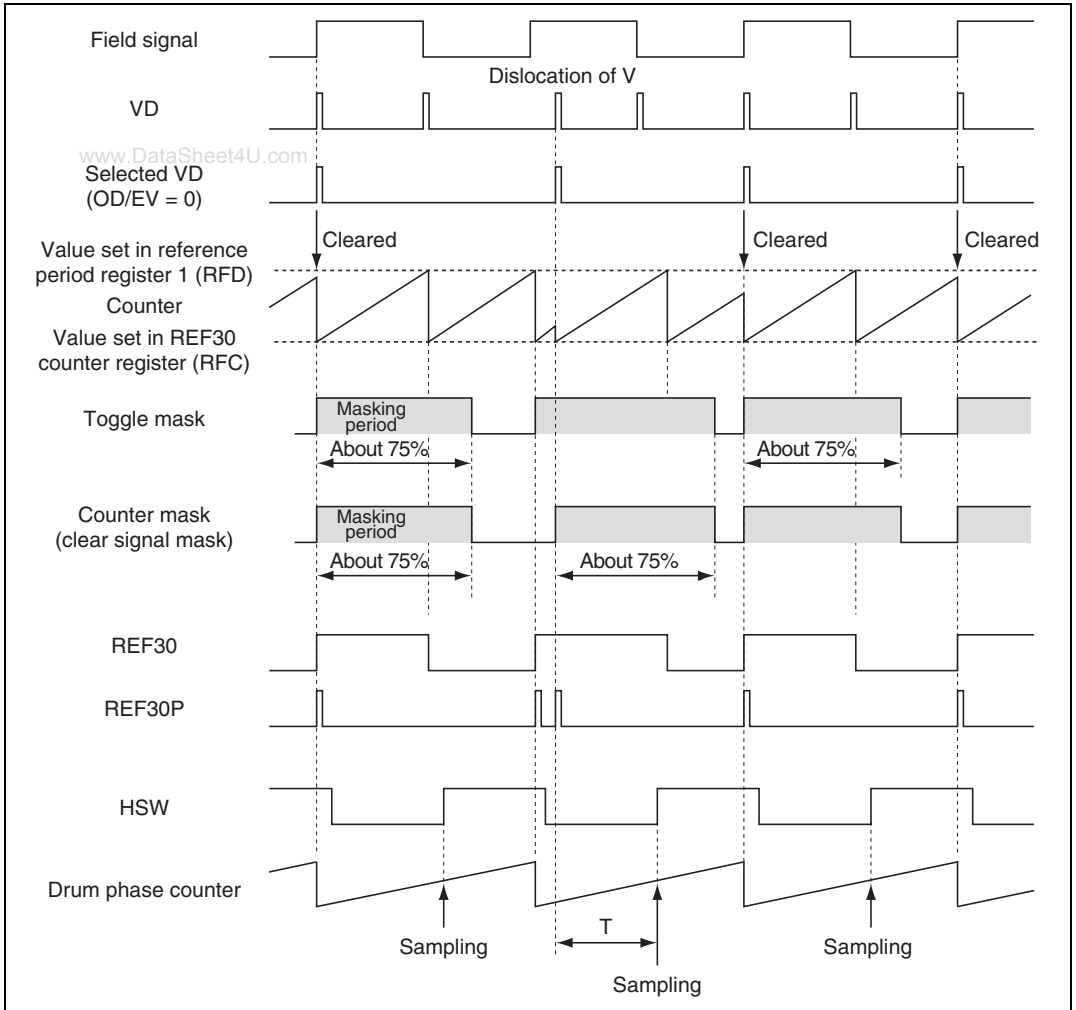 Field signal
Dislocation of V
VD
www.DataSheet4U.com
Selected VD
(OD/EV = 0)
Cleared
Cleared
Cleared
Value set in reference
period register 1 (RFD)
Counter
Value set in REF30
counter register (RFC)
Toggle mask
Masking
period
About 75%
About 75%
Counter mask
(clear signal mask)
Masking
period
About 75%
About 75%
REF30
REF30P
HSW
Drum phase counter
T
Sampling
Sampling
Sampling